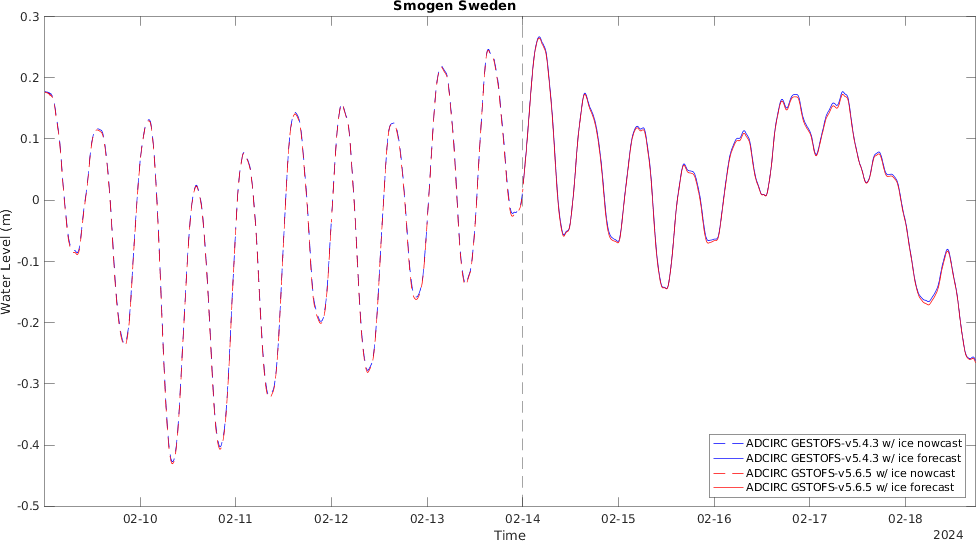 Smogen Sweden
0.3
0.2
0.1
0
-0.1
-0.2
-0.3
-0.4
-0.5
Water Level (m)
ADCIRC GESTOFS-v5.4.3 w/ ice nowcast
ADCIRC GESTOFS-v5.4.3 w/ ice forecast
ADCIRC GSTOFS-v5.6.5 w/ ice nowcast
ADCIRC GSTOFS-v5.6.5 w/ ice forecast
02-10 02-11 02-12 02-13 02-14 02-15 02-16 02-17 02-18
Time
2024